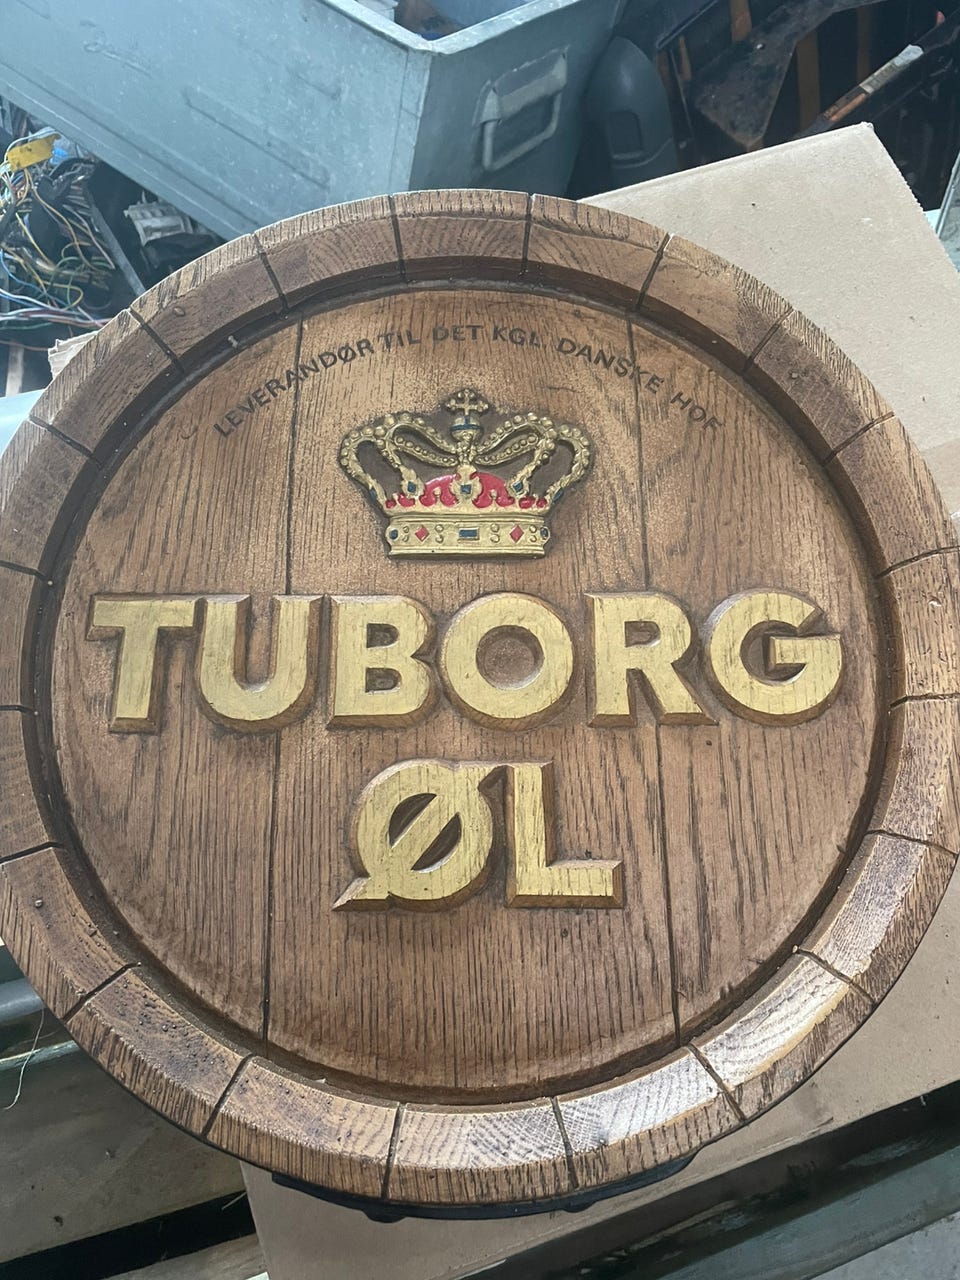 LEVERANDØR TIL DET KGL. DANSKE HOF
TUBORG
ØL